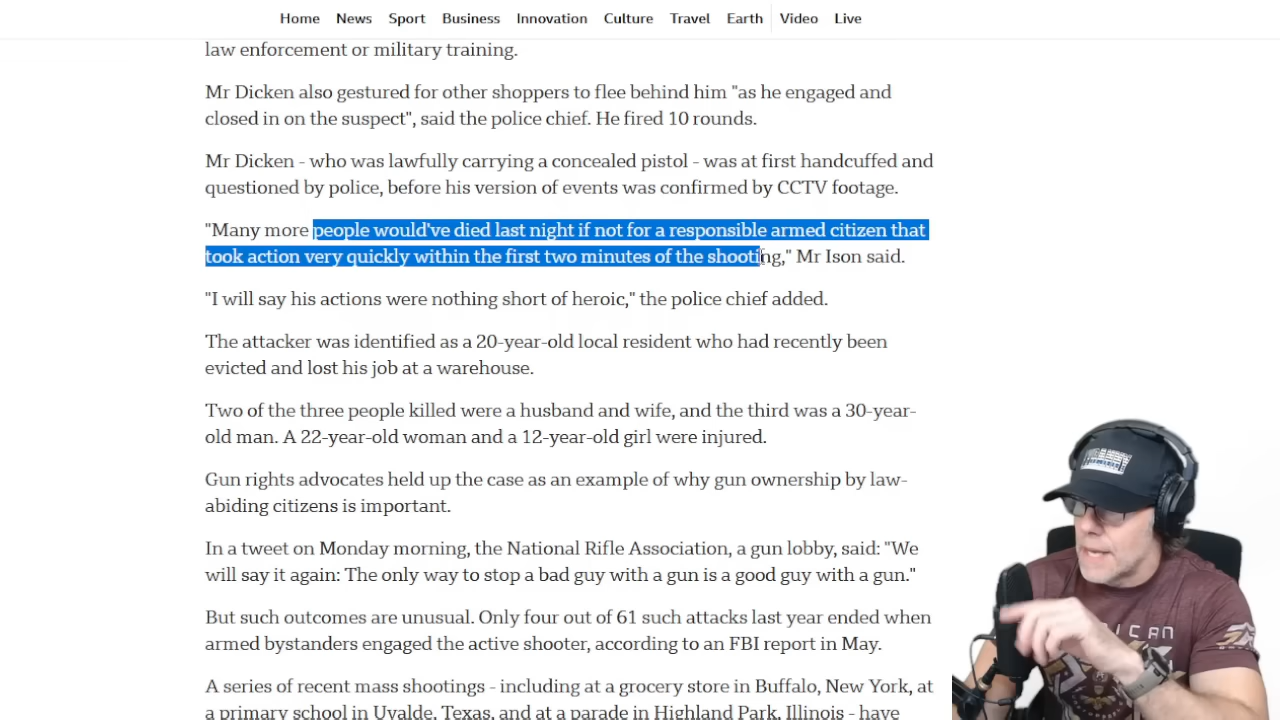 Home News Sport Business Innovation Culture Travel Earth Video Live
law enforcement or military training.
Mr Dicken also gestured for other shoppers to flee behind him "as he engaged and
closed in on the suspect", said the police chief. He fired 10 rounds.
Mr Dicken - who was lawfully carrying a concealed pistol - was at first handcuffed and
questioned by police, before his version of events was confirmed by CCTV footage.
"Many more people would've died last night if not for a responsible armed citizen that
took action very quickly within the first two minutes of the shooting," Mr Ison said.
"I will say his actions were nothing short of heroic," the police chief added.
The attacker was identified as a 20-year-old local resident who had recently been
evicted and lost his job at a warehouse.
Two of the three people killed were a husband and wife, and the third was a 30-year-
old man. A 22-year-old woman and a 12-year-old girl were injured.
Gun rights advocates held up the case as an example of why gun ownership by law-
abiding citizens is important.
In a tweet on Monday morning, the National Rifle Association, a gun lobby, said: "We
will say it again: The only way to stop a bad guy with a gun is a good guy with a gun."
But such outcomes are unusual. Only four out of 61 such attacks last year ended when
armed bystanders engaged the active shooter, according to an FBI report in May.
A series of recent mass shootings - including at a grocery store in Buffalo, New York, at
a primary school in Uvalde, Texas, and at a parade in Highland Park, Illinois - have